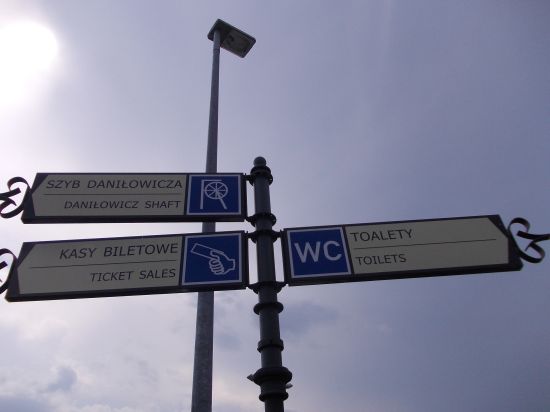 SZYB DANIŁOWICZA
DANIŁOWICZ SHAFT
KASY BILETOWE
TICKET SALES
WC
TOALETY
TOILETS